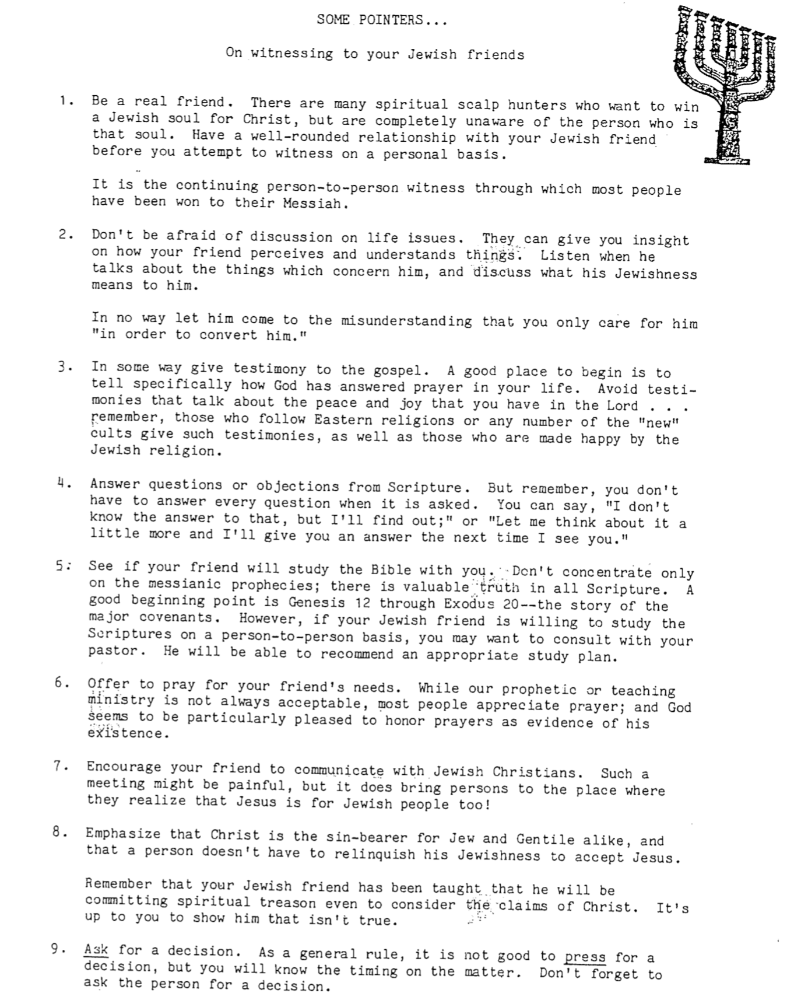 SOME POINTERS...
On witnessing to your Jewish friends
1. Be a real friend. There are many spiritual scalp hunters who want to win
a Jewish soul for Christ, but are completely unaware of the person who is
that soul. Have a well-rounded relationship with your Jewish friend
before you attempt to witness on a personal basis.
It is the continuing person-to-person witness through which most people
have been won to their Messiah.
2. Don't be afraid of discussion on life issues. They can give you insight
on how your friend perceives and understands things. Listen when he
talks about the things which concern him, and discuss what his Jewishness
means to him.
In no way let him come to the misunderstanding that you only care for him
"in order to convert him."
3. In some way give testimony to the gospel. A good place to begin is to
tell specifically how God has answered prayer in your life. Avoid testi-
monies that talk about the peace and joy that you have in the Lord . . .
remember, those who follow Eastern religions or any number of the "new"
cults give such testimonies, as well as those who are made happy by the
Jewish religion.
4. Answer questions or objections from Scripture. But remember, you don't
have to answer every question when it is asked. You can say, "I don't
know the answer to that, but I'll find out;" or "Let me think about it a
little more and I'll give you an answer the next time I see you."
5. See if your friend will study the Bible with you. Don't concentrate only
on the messianic prophecies; there is valuable truth in all Scripture. A
good beginning point is Genesis 12 through Exodus 20--the story of the
major covenants. However, if your Jewish friend is willing to study the
Scriptures on a person-to-person basis, you may want to consult with your
pastor. He will be able to recommend an appropriate study plan.
6. Offer to pray for your friend's needs. While our prophetic or teaching
ministry is not always acceptable, most people appreciate prayer; and God
seems to be particularly pleased to honor prayers as evidence of his
existence.
7. Encourage your friend to communicate with Jewish Christians. Such a
meeting might be painful, but it does bring persons to the place where
they realize that Jesus is for Jewish people too!
8. Emphasize that Christ is the sin-bearer for Jew and Gentile alike, and
that a person doesn't have to relinquish his Jewishness to accept Jesus.
Remember that your Jewish friend has been taught that he will be
committing spiritual treason even to consider the claims of Christ. It's
up to you to show him that isn't true.
9. Ask for a decision. As a general rule, it is not good to press for a
decision, but you will know the timing on the matter. Don't forget to
ask the person for a decision.